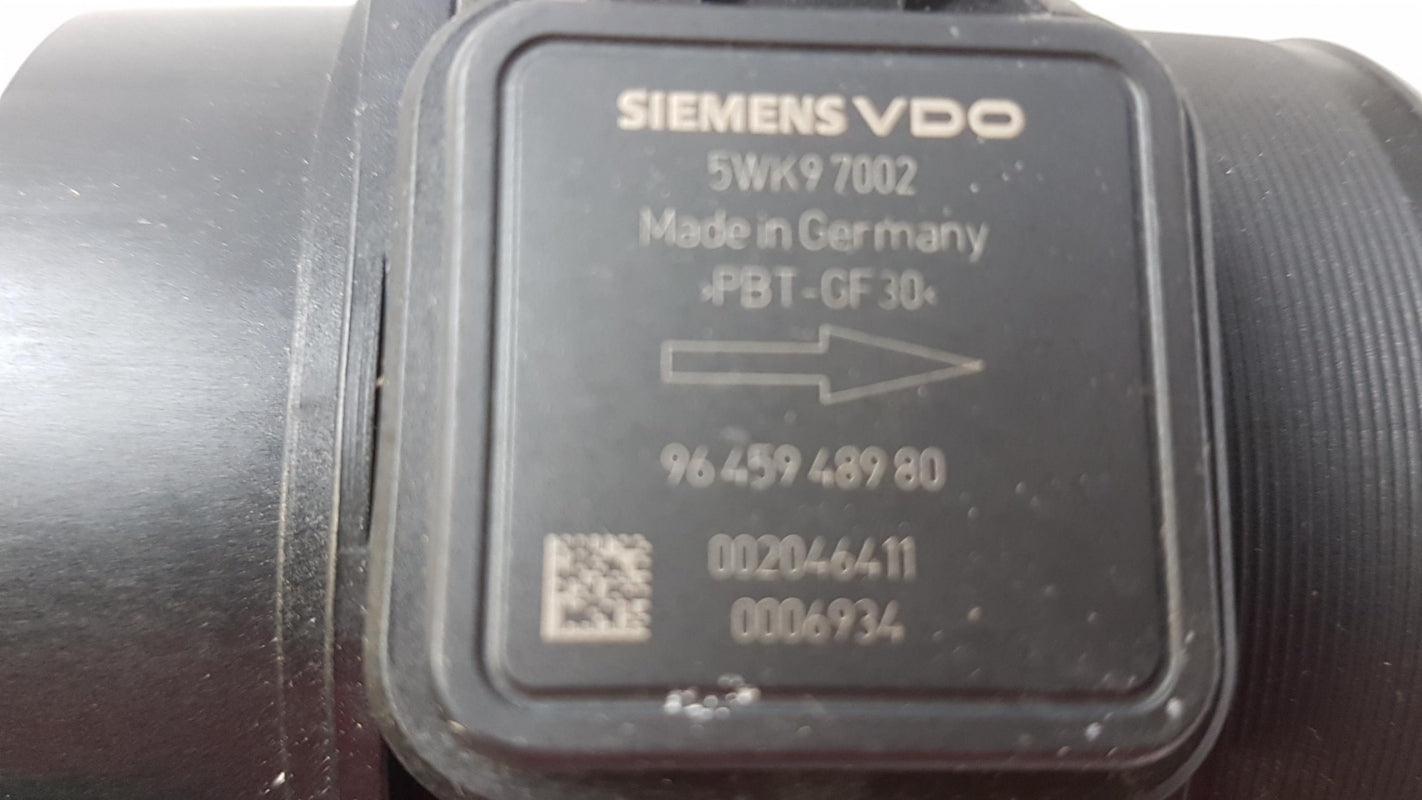 SIEMENS VDO
5WK9 7002
Made in Germany
>PBT-GF30<
96 459 489 80
002046411
0006934